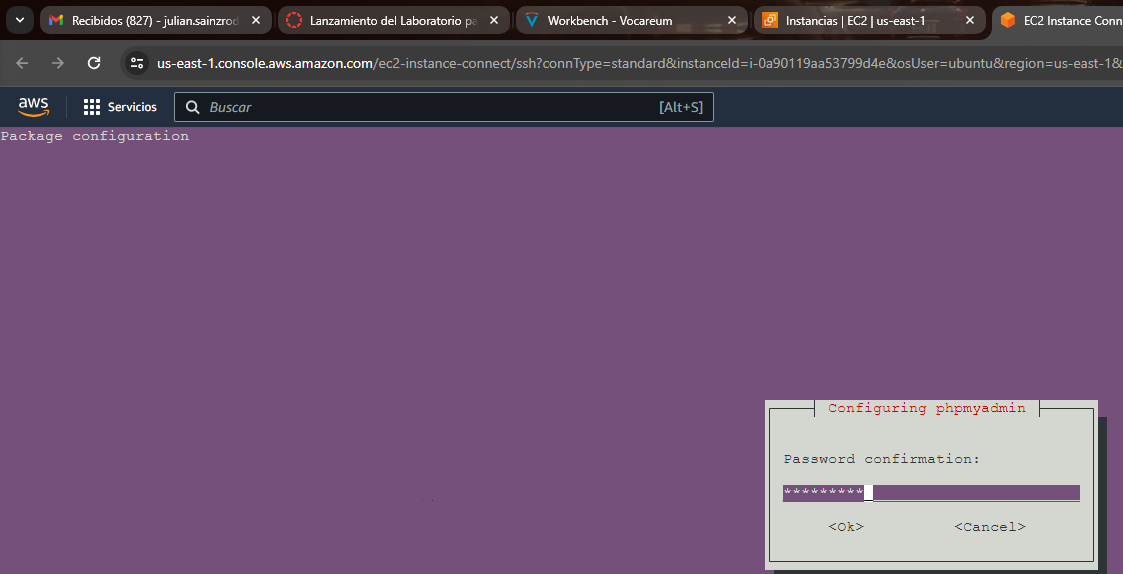 Recibidos (827) - julian.sainzrod
Lanzamiento del Laboratorio pa
Workbench - Vocareum
Instancias | EC2 | us-east-1
EC2 Instance Conn
us-east-1.console.aws.amazon.com/ec2-instance-connect/ssh?connType=standard&instanceId=i-0a90119aa53799d4e&osUser=ubuntu&region=us-east-1&
aws
Servicios
Buscar
[Alt+S]
Package configuration
Configuring phpmyadmin
Password confirmation:
*********
<Ok> <Cancel>